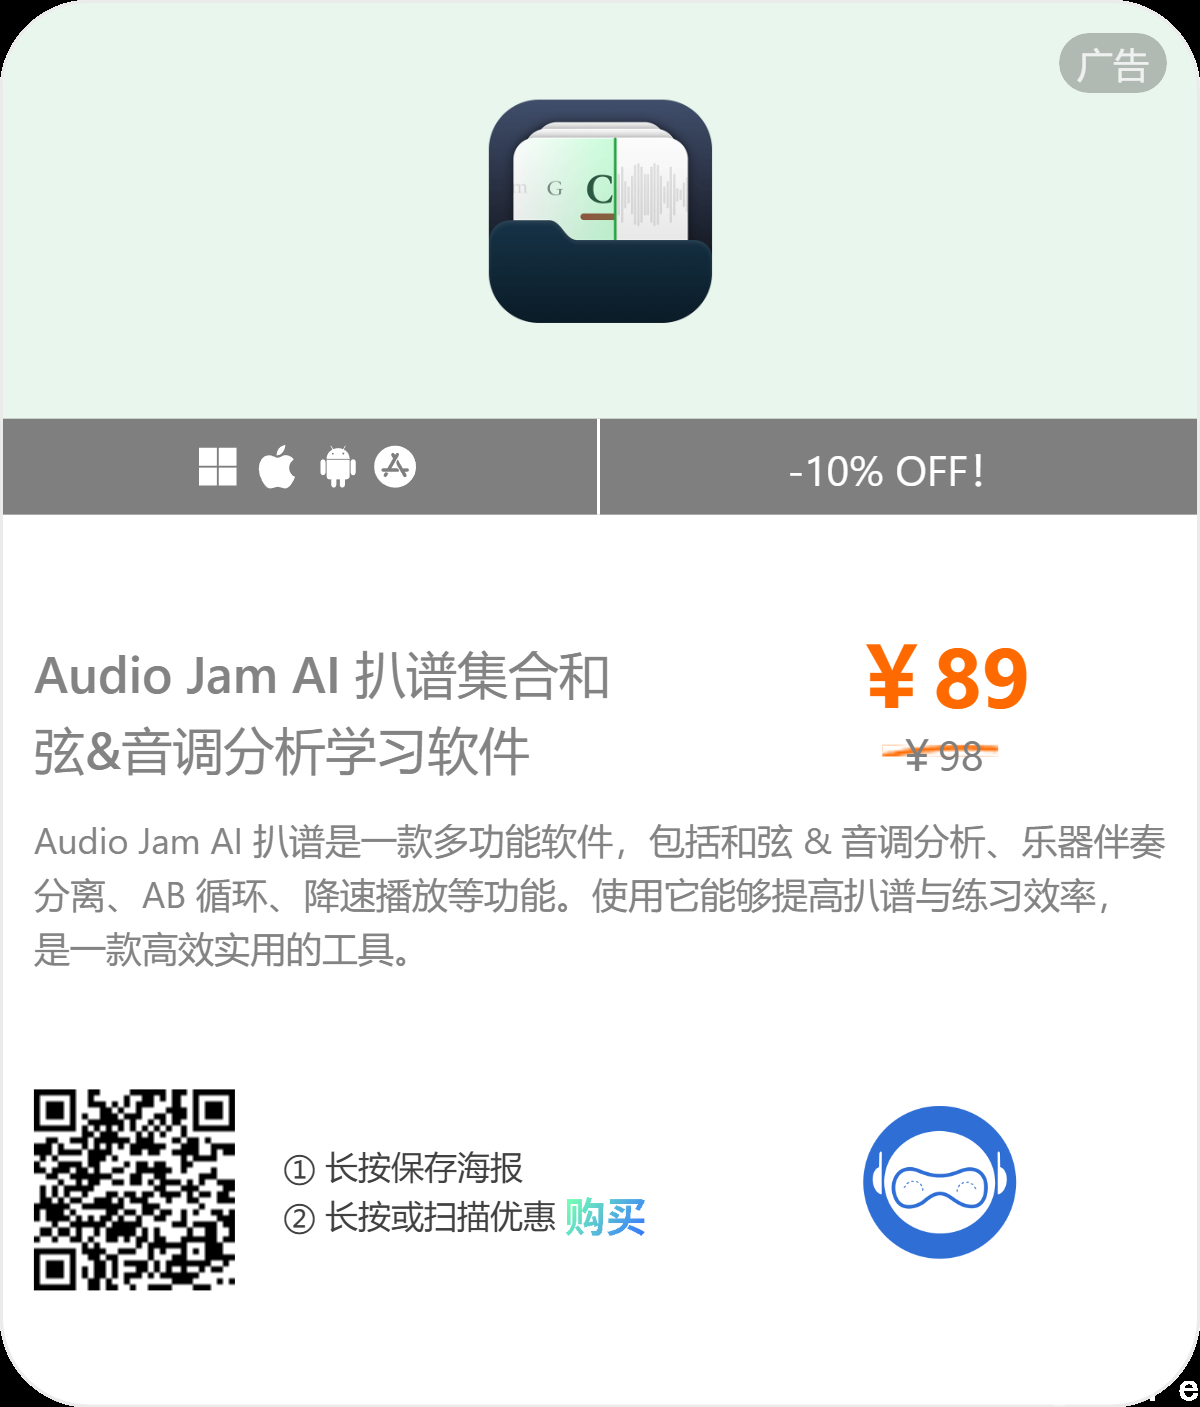 广告
m G C
-10% OFF!
Audio Jam AI 扒谱集合和
弦&音调分析学习软件
¥ 89
¥ 98
Audio Jam AI 扒谱是一款多功能软件，包括和弦 & 音调分析、乐器伴奏
分离、AB 循环、降速播放等功能。使用它能够提高扒谱与练习效率，
是一款高效实用的工具。
① 长按保存海报
② 长按或扫描优惠 购买